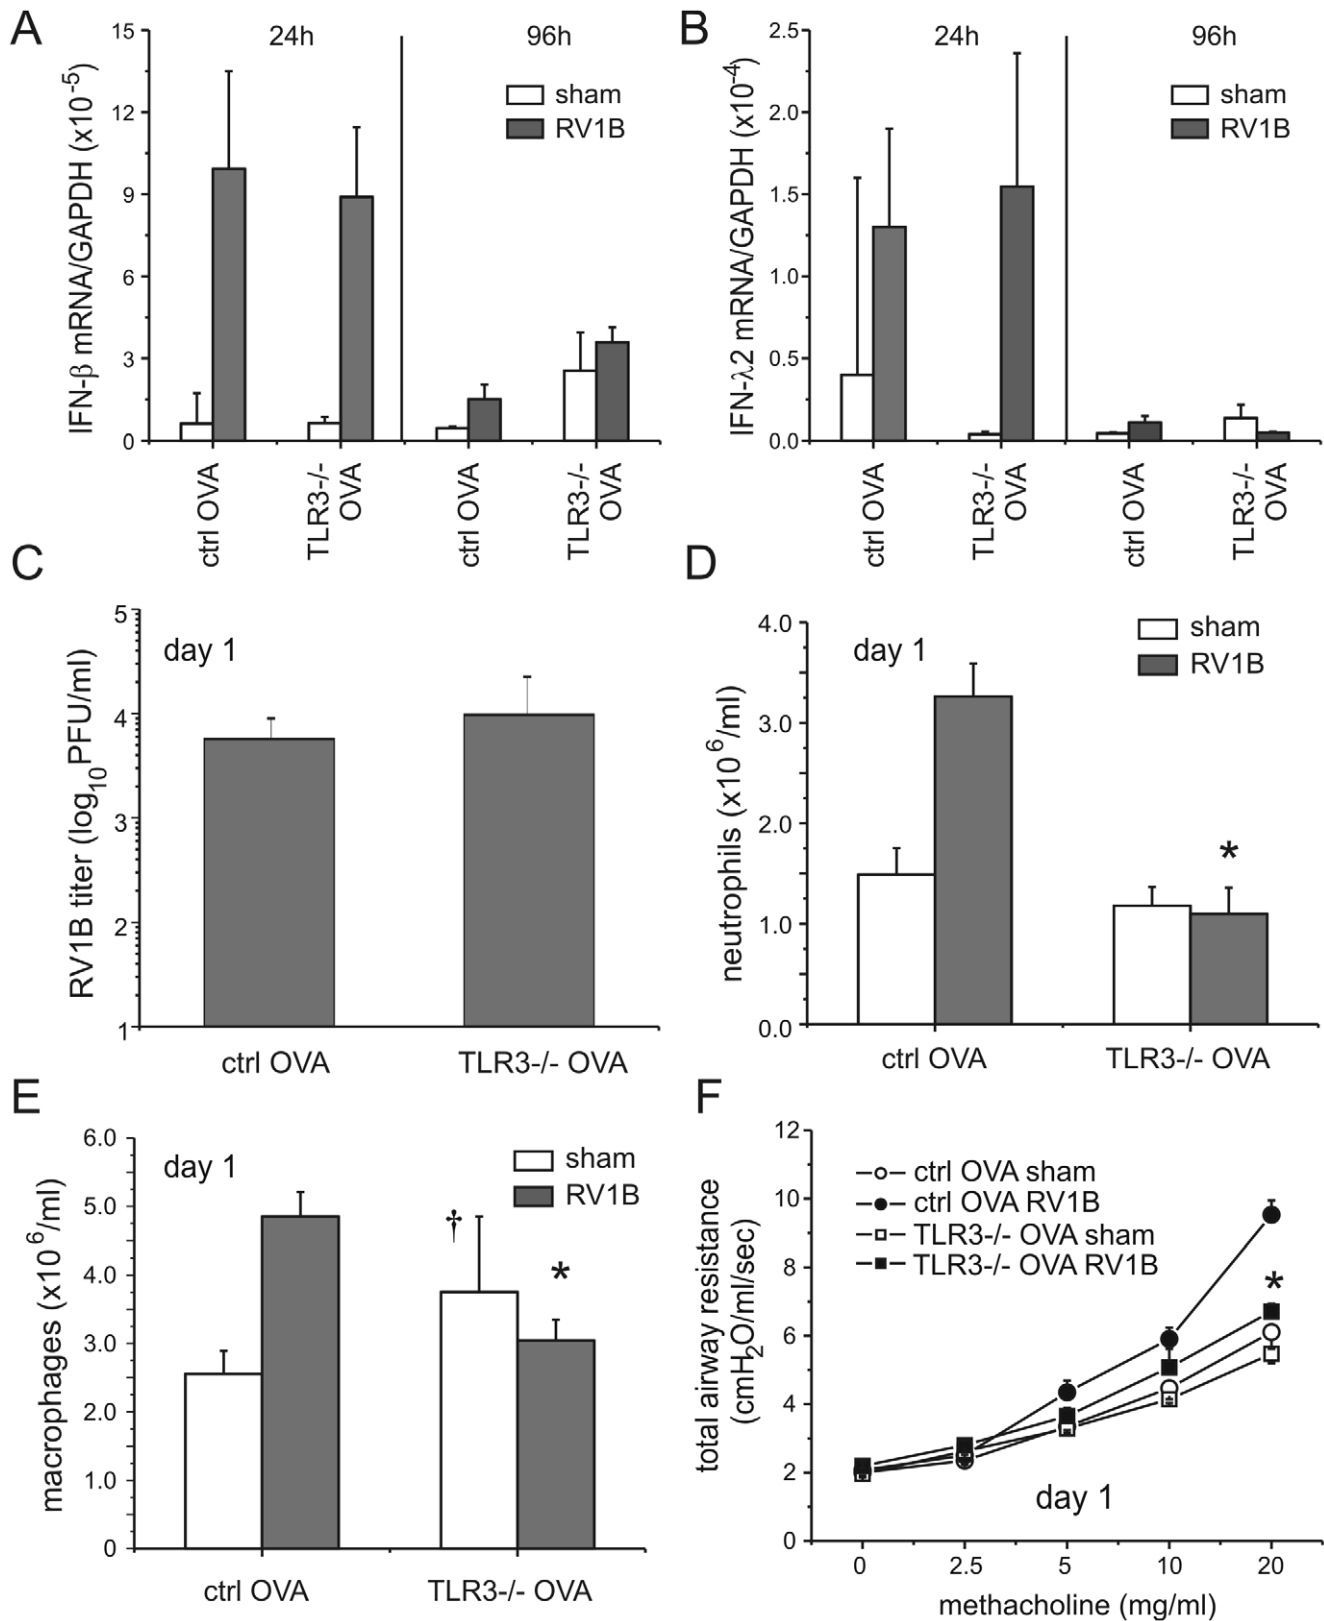 A
IFN-β mRNA/GAPDH (x10-5)
15
12
9
6
3
0
24h
96h
sham
RV1B
ctrl OVA
TLR3-/-
OVA
ctrl OVA
TLR3-/-
OVA
B
IFN-λ2 mRNA/GAPDH (x10-4)
2.5
2.0
1.5
1.0
0.5
0.0
24h
96h
sham
RV1B
ctrl OVA
TLR3-/-
OVA
ctrl OVA
TLR3-/-
OVA
C
RV1B titer (log10PFU/ml)
5
4
3
2
1
day 1
ctrl OVA
TLR3-/- OVA
D
neutrophils (x10 6/ml)
4.0
3.0
2.0
1.0
0.0
day 1
sham
RV1B
*
ctrl OVA
TLR3-/- OVA
E
macrophages (x10 6/ml)
6.0
5.0
4.0
3.0
2.0
1.0
0
day 1
sham
RV1B
†
*
ctrl OVA
TLR3-/- OVA
F
total airway resistance
(cmH2O/ml/sec)
12
10
8
6
4
2
0
ctrl OVA sham
ctrl OVA RV1B
TLR3-/- OVA sham
TLR3-/- OVA RV1B
*
day 1
0
2.5
5
10
20
methacholine (mg/ml)